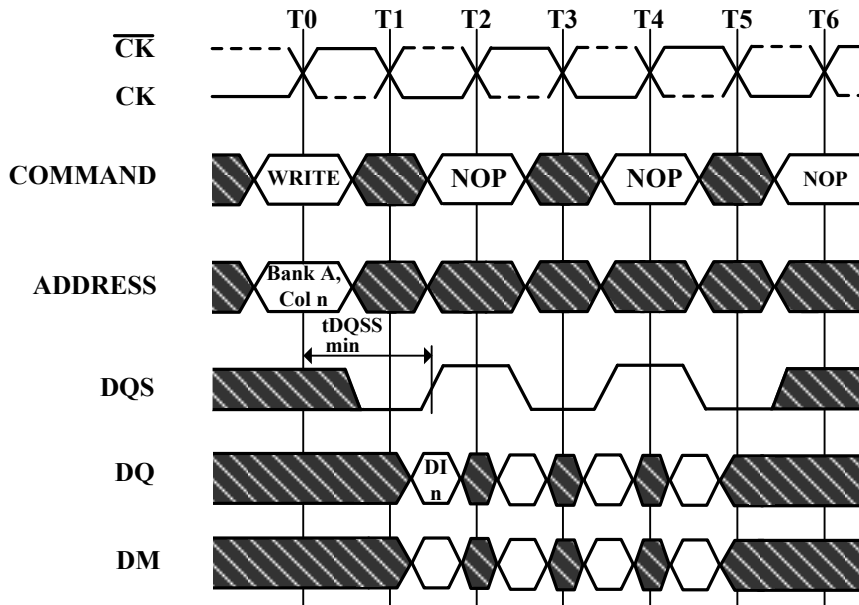 T0 T1 T2 T3 T4 T5 T6
CK
CK
COMMAND
WRITE NOP NOP NOP
ADDRESS
Bank A,
Col n
tDQSS
min
DQS
DQ
DI
n
DM